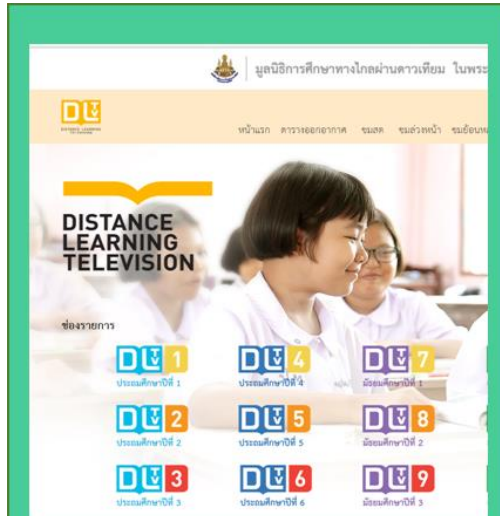 มูลนิธิการศึกษาทางไกลผ่านดาวเทียม ในพระ
DLTV
DISTANCE LEARNING
TELEVISION
หน้าแรก ตารางออกอากาศ ชมสด ชมล่วงหน้า ชมย้อนหล
DISTANCE
LEARNING
TELEVISION
ช่องรายการ
DLTV 1 DLTV 4 DLTV 7
ประถมศึกษาปีที่ 1 ประถมศึกษาปีที่ 4 มัธยมศึกษาปีที่ 1
DLTV 2 DLTV 5 DLTV 8
ประถมศึกษาปีที่ 2 ประถมศึกษาปีที่ 5 มัธยมศึกษาปีที่ 2
DLTV 3 DLTV 6 DLTV 9
ประถมศึกษาปีที่ 3 ประถมศึกษาปีที่ 6 มัธยมศึกษาปีที่ 3